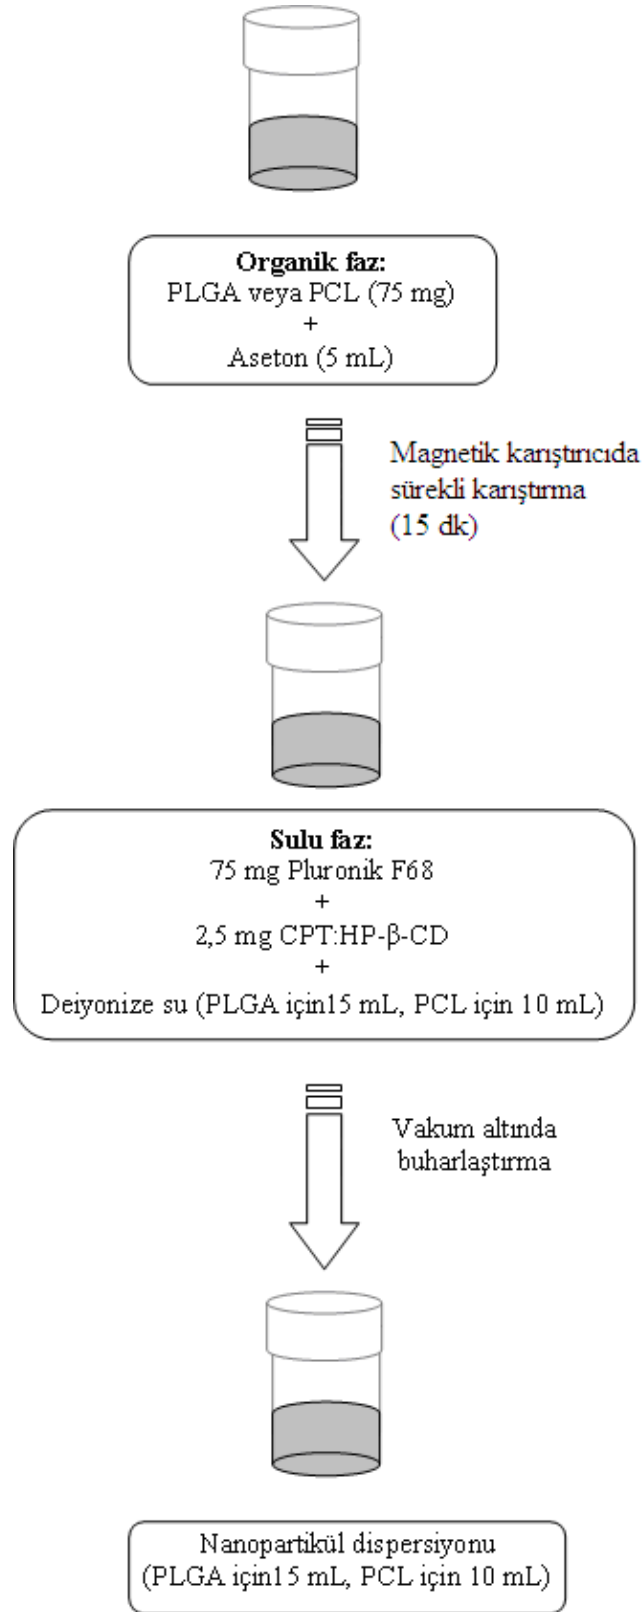 Organik faz:
PLGA veya PCL (75 mg)
+
Aseton (5 mL)
Magnetik karıştırıcıda
sürekli karıştırma
(15 dk)
Sulu faz:
75 mg Pluronik F68
+
2,5 mg CPT:HP-β-CD
+
Deiyonize su (PLGA için15 mL, PCL için 10 mL)
Vakum altında
buharlaştırma
Nanopartikül dispersiyonu
(PLGA için15 mL, PCL için 10 mL)